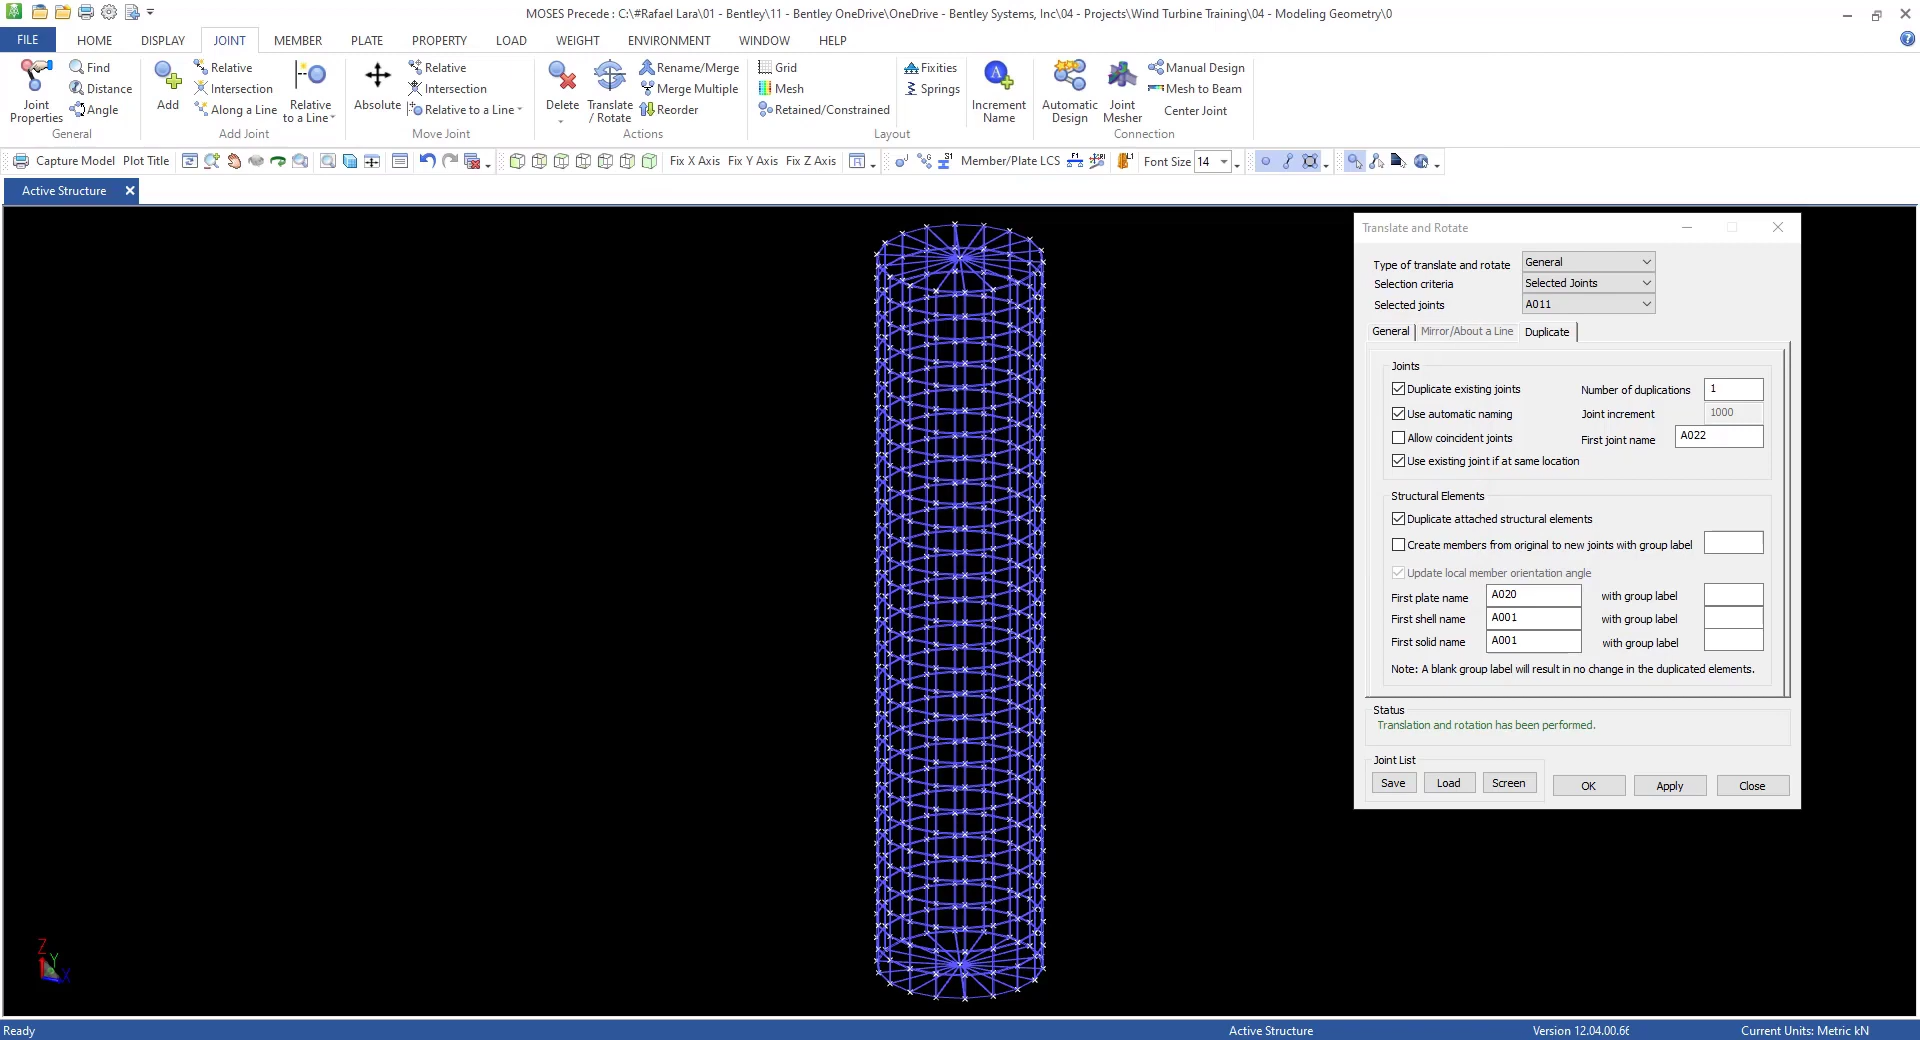 MOSES Precede : C:\#Rafael Lara\01 - Bentley\11 - Bentley OneDrive\OneDrive - Bentley Systems, Inc\04 - Projects\Wind Turbine Training\04 - Modeling Geometry\0
FILE HOME DISPLAY JOINT MEMBER PLATE PROPERTY LOAD WEIGHT ENVIRONMENT WINDOW HELP
Find Relative Relative Rename/Merge Grid Fixities Manual Design
Distance Intersection Intersection Merge Multiple Mesh Springs Mesh to Beam
Joint Properties Angle Add Along a Line Relative to a Line Absolute Relative to a Line Delete Translate / Rotate Reorder Retained/Constrained Increment Name Automatic Design Joint Mesher Center Joint
General Add Joint Move Joint Actions Layout Connection
Capture Model Plot Title Fix X Axis Fix Y Axis Fix Z Axis Member/Plate LCS Font Size 14
Active Structure
Translate and Rotate
Type of translate and rotate General
Selection criteria Selected Joints
Selected joints A011
General Mirror/About a Line Duplicate
Joints
Duplicate existing joints Number of duplications 1
Use automatic naming Joint increment 1000
Allow coincident joints First joint name A022
Use existing joint if at same location
Structural Elements
Duplicate attached structural elements
Create members from original to new joints with group label
Update local member orientation angle
First plate name A020 with group label
First shell name A001 with group label
First solid name A001 with group label
Note: A blank group label will result in no change in the duplicated elements.
Status
Translation and rotation has been performed.
Joint List
Save Load Screen OK Apply Close
Z
Y
X
Ready Active Structure Version 12.04.00.66 Current Units: Metric kN